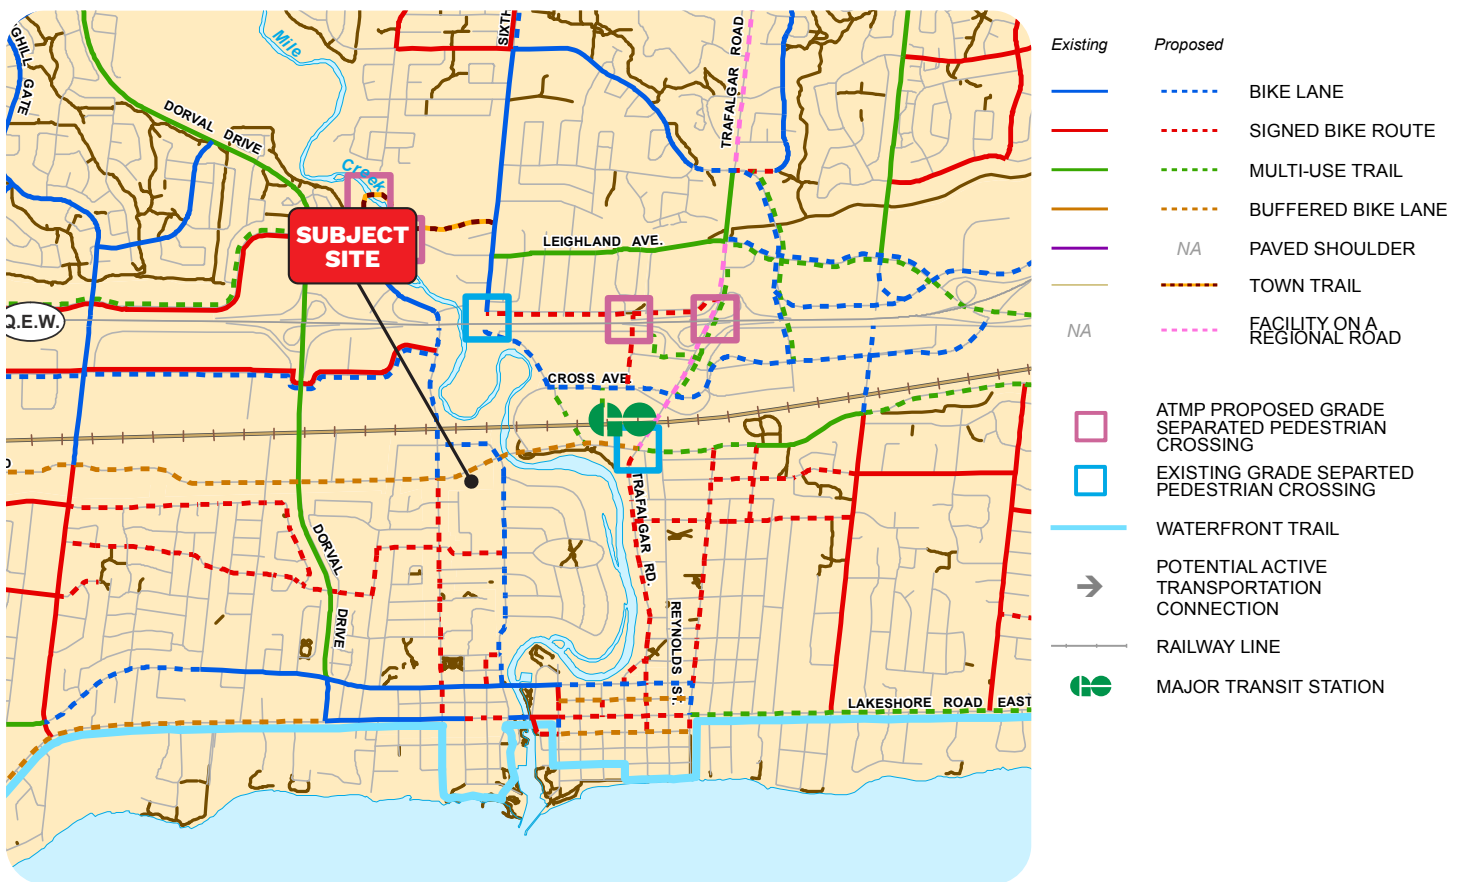 Mile
Creek
GHILL
GATE
DORVAL DRIVE
SIXTH
TRAFALGAR ROAD
SUBJECT
SITE
LEIGHLAND AVE.
Q.E.W.
CROSS AVE
DORVAL
DRIVE
TRAFALGAR RD.
REYNOLDS ST.
LAKESHORE ROAD EAST
Existing
Proposed
BIKE LANE
SIGNED BIKE ROUTE
MULTI-USE TRAIL
BUFFERED BIKE LANE
NA
PAVED SHOULDER
TOWN TRAIL
NA
FACILITY ON A
REGIONAL ROAD
ATMP PROPOSED GRADE
SEPARATED PEDESTRIAN
CROSSING
EXISTING GRADE SEPARTED
PEDESTRIAN CROSSING
WATERFRONT TRAIL
POTENTIAL ACTIVE
TRANSPORTATION
CONNECTION
RAILWAY LINE
MAJOR TRANSIT STATION